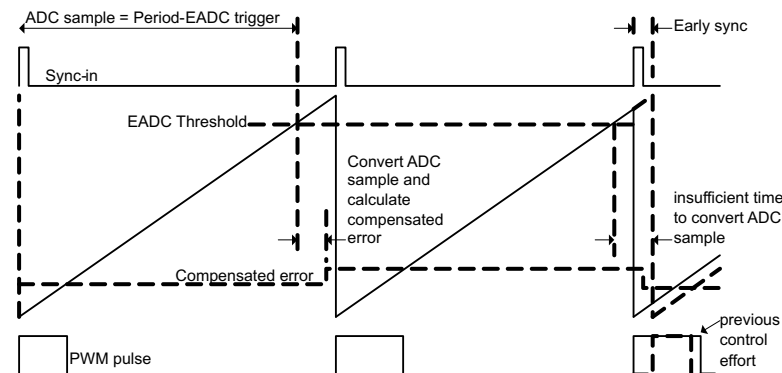 ADC sample = Period-EADC trigger
Early sync
Sync-in
EADC Threshold
Convert ADC
sample and
calculate
compensated
error
insufficient time
to convert ADC
sample
Compensated error
PWM pulse
previous
control
effort